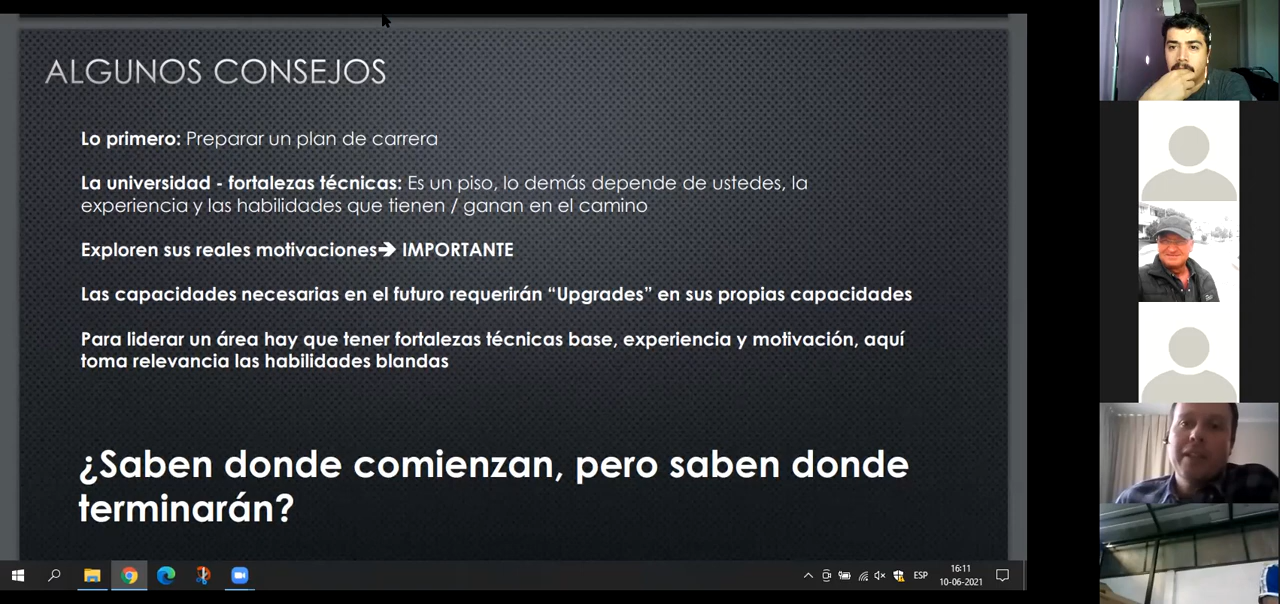 ALGUNOS CONSEJOS
Lo primero: Preparar un plan de carrera
La universidad - fortalezas técnicas: Es un piso, lo demás depende de ustedes, la
experiencia y las habilidades que tienen / ganan en el camino
Exploren sus reales motivaciones➔ IMPORTANTE
Las capacidades necesarias en el futuro requerirán “Upgrades” en sus propias capacidades
Para liderar un área hay que tener fortalezas técnicas base, experiencia y motivación, aquí
toma relevancia las habilidades blandas
¿Saben donde comienzan, pero saben donde
terminarán?
ESP
16:11
10-06-2021